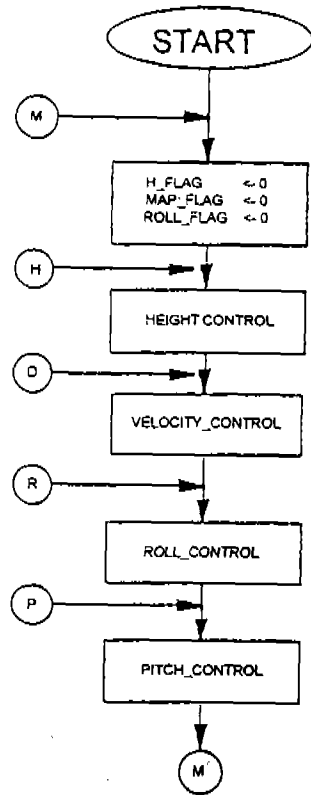 START
M
H_FLAG <-0
MAP_FLAG <-0
ROLL_FLAG <-0
H
HEIGHT CONTROL
D
VELOCITY_CONTROL
R
ROLL_CONTROL
P
PITCH_CONTROL
M